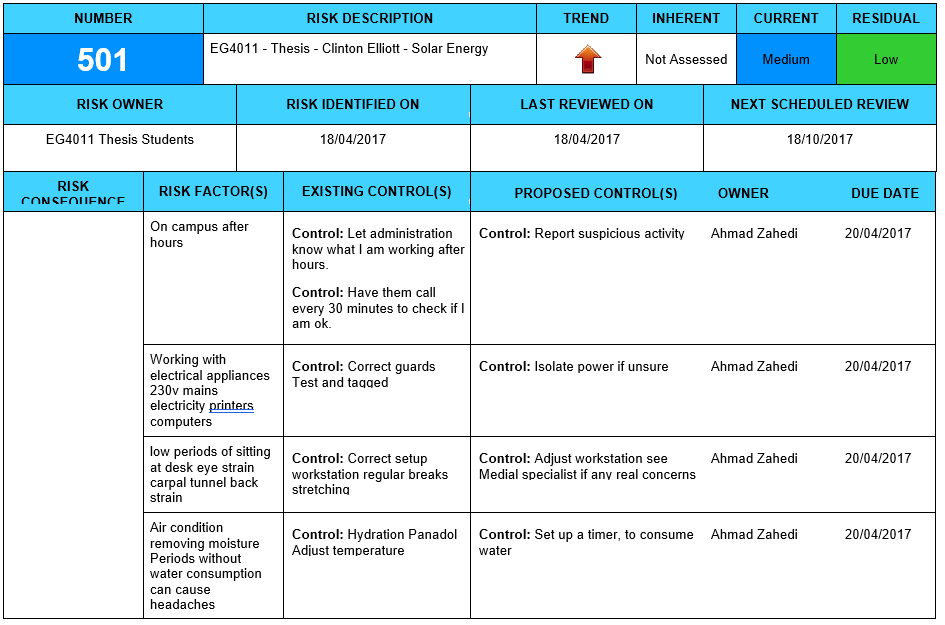 NUMBER RISK DESCRIPTION TREND INHERENT CURRENT RESIDUAL
501 EG4011 - Thesis - Clinton Elliott - Solar Energy Not Assessed Medium Low
RISK OWNER RISK IDENTIFIED ON LAST REVIEWED ON NEXT SCHEDULED REVIEW
EG4011 Thesis Students 18/04/2017 18/04/2017 18/10/2017
RISK CONSEQUENCE RISK FACTOR(S) EXISTING CONTROL(S) PROPOSED CONTROL(S) OWNER DUE DATE
On campus after
hours
Control: Let administration
know what I am working after
hours.
Control: Have them call
every 30 minutes to check if I
am ok.
Control: Report suspicious activity
Ahmad Zahedi
20/04/2017
Working with
electrical appliances
230v mains
electricity printers
computers
Control: Correct guards
Test and tagged
Control: Isolate power if unsure
Ahmad Zahedi
20/04/2017
low periods of sitting
at desk eye strain
carpal tunnel back
strain
Control: Correct setup
workstation regular breaks
stretching
Control: Adjust workstation see
Medial specialist if any real concerns
Ahmad Zahedi
20/04/2017
Air condition
removing moisture
Periods without
water consumption
can cause
headaches
Control: Hydration Panadol
Adjust temperature
Control: Set up a timer, to consume
water
Ahmad Zahedi
20/04/2017